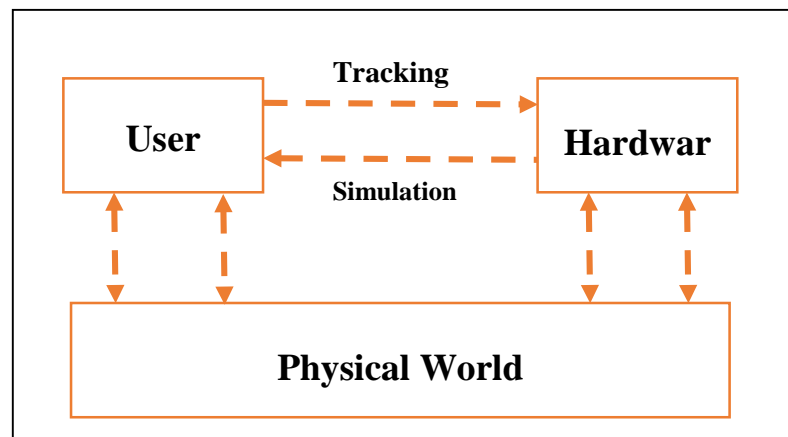 Tracking
User
Hardwar
Simulation
Physical World